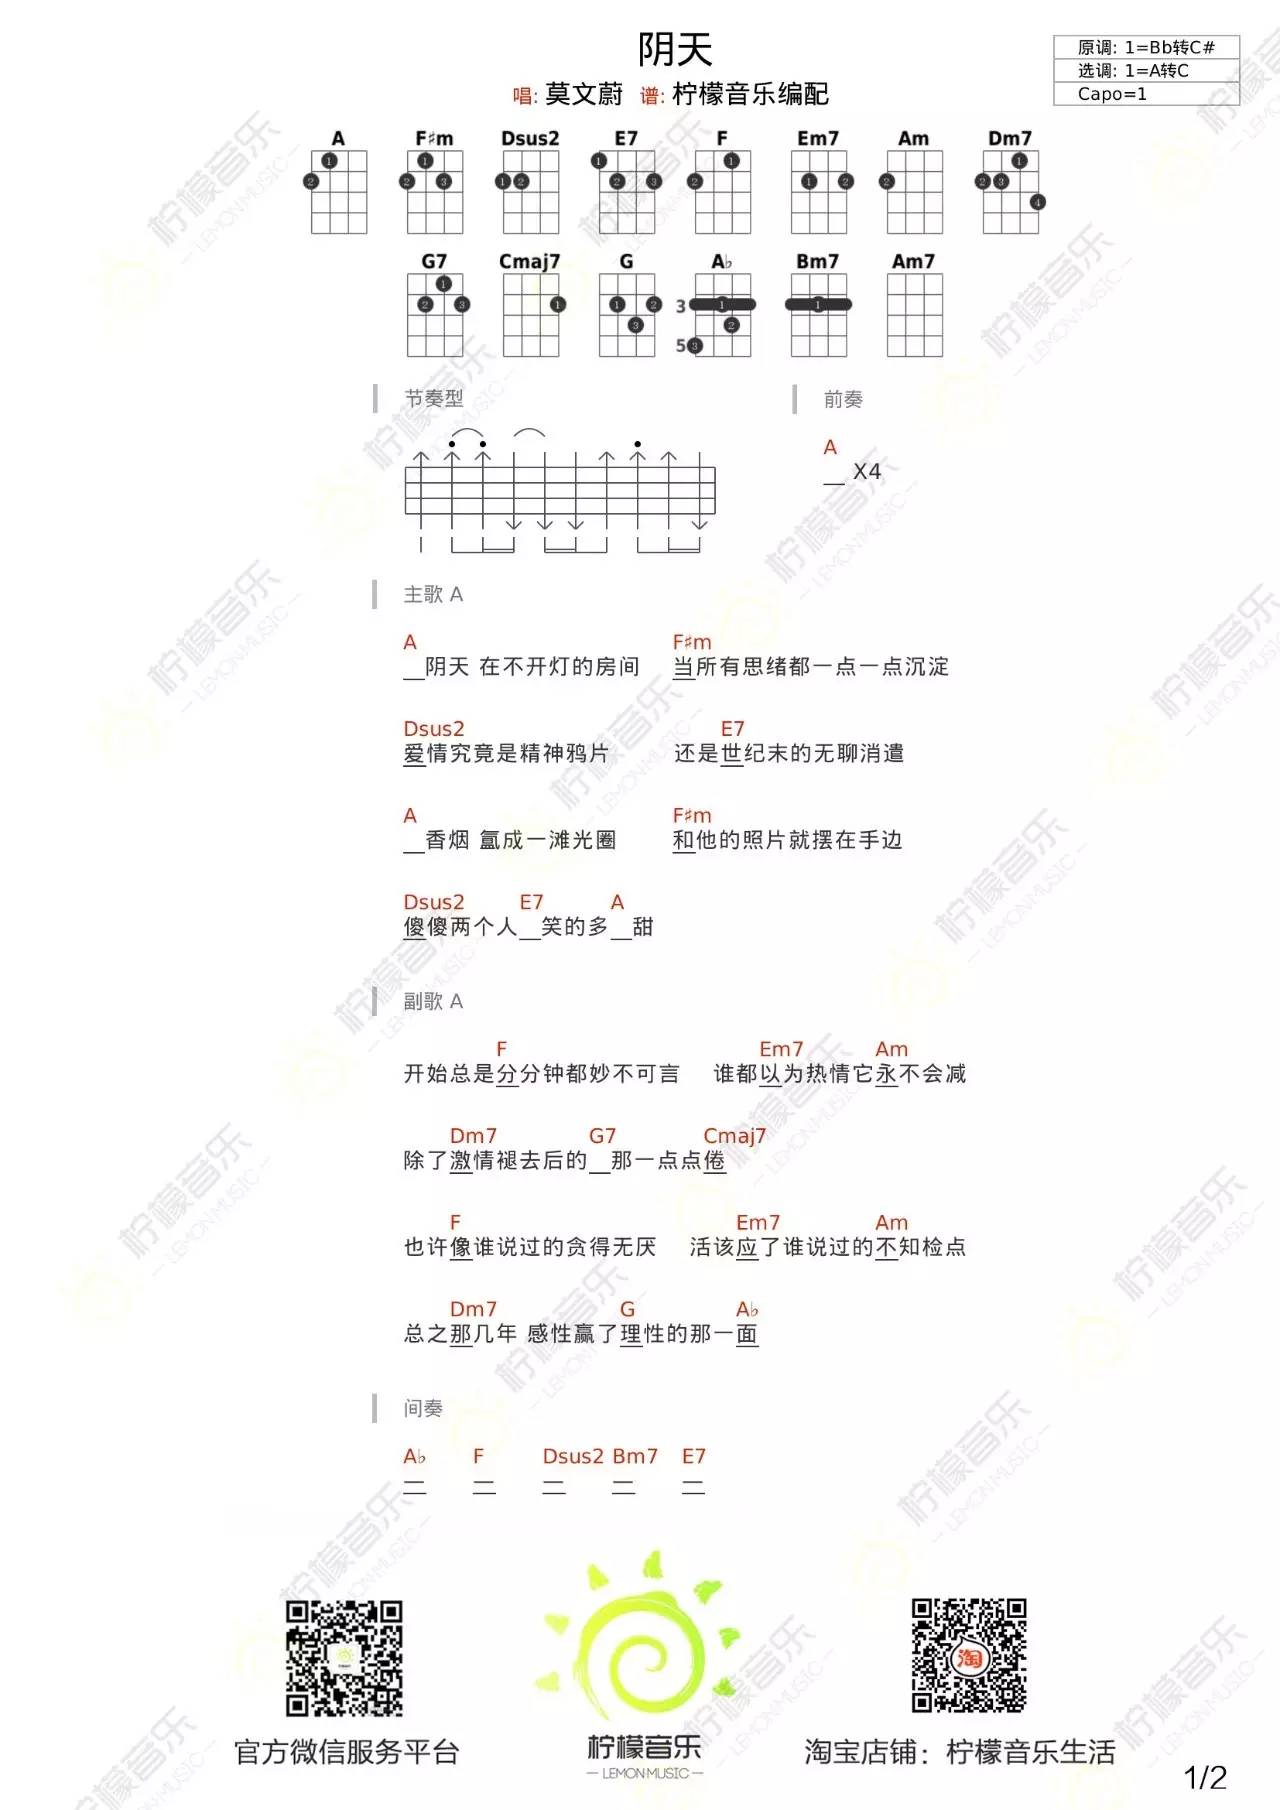 阴天
唱: 莫文蔚 谱: 柠檬音乐编配
原调: 1=Bb转C#
选调: 1=A转C
Capo=1
A F♯m Dsus2 E7 F Em7 Am Dm7
G7 Cmaj7 G A♭ Bm7 Am7
3
5
节奏型
前奏
A
__ X4
主歌 A
A F♯m
__阴天 在不开灯的房间 当所有思绪都一点一点沉淀
Dsus2 E7
爱情究竟是精神鸦片 还是世纪末的无聊消遣
A F♯m
__香烟 氲成一滩光圈 和他的照片就摆在手边
Dsus2 E7 A
傻傻两个人__笑的多__甜
副歌 A
F Em7 Am
开始总是分分钟都妙不可言 谁都以为热情它永不会减
Dm7 G7 Cmaj7
除了激情褪去后的__那一点点倦
F Em7 Am
也许像谁说过的贪得无厌 活该应了谁说过的不知检点
Dm7 G A♭
总之那几年 感性赢了理性的那一面
间奏
A♭ F Dsus2 Bm7 E7
淘
官方微信服务平台
柠檬音乐
— LEMON MUSIC —
淘宝店铺：柠檬音乐生活
1/2